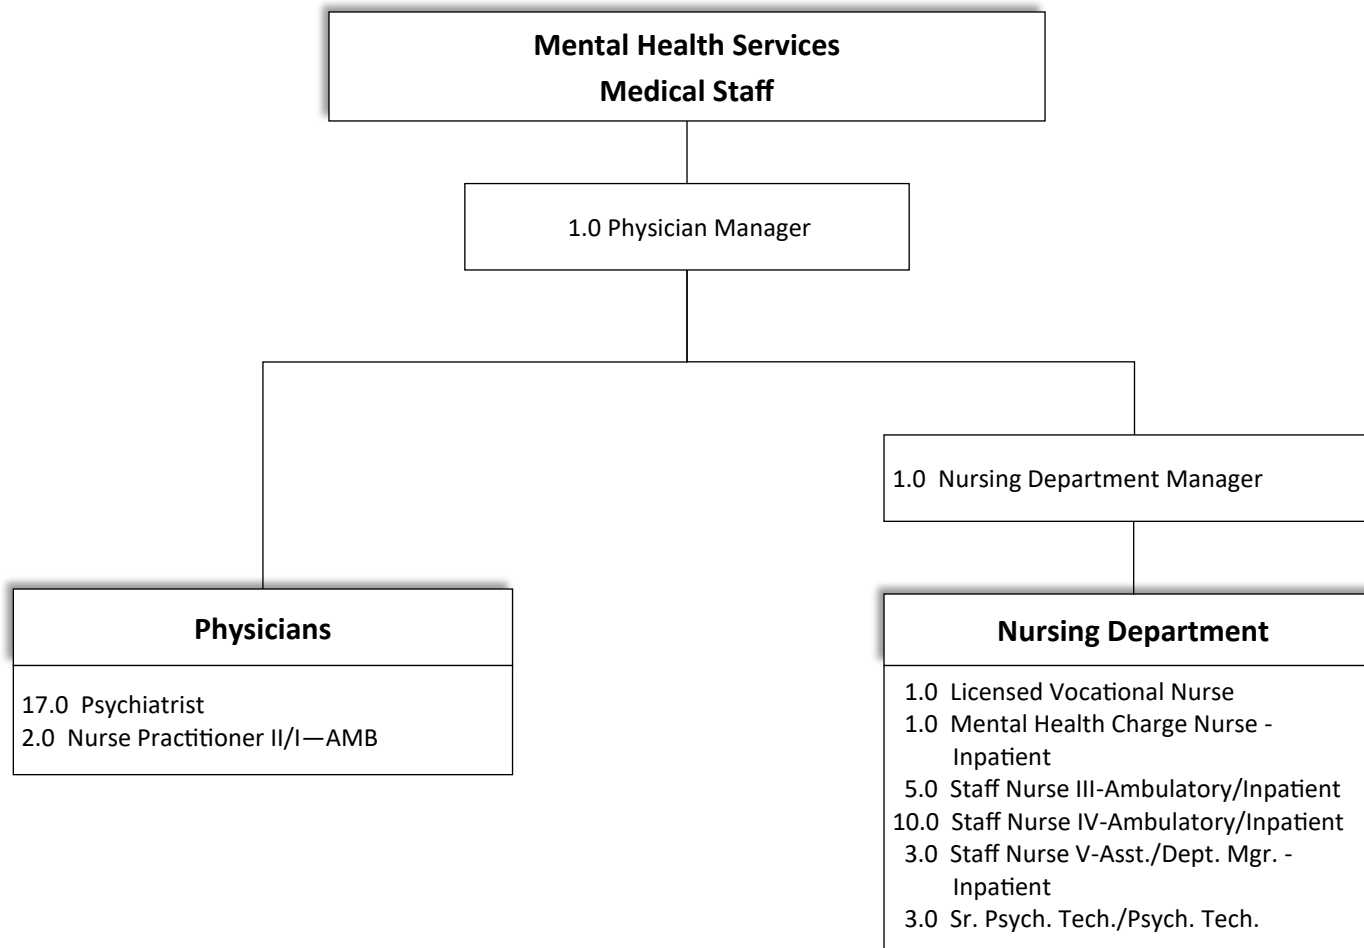 Mental Health Services
Medical Staff
1.0 Physician Manager
1.0  Nursing Department Manager
Physicians
17.0  Psychiatrist
2.0  Nurse Practitioner II/I—AMB
Nursing Department
1.0  Licensed Vocational Nurse
1.0  Mental Health Charge Nurse -
Inpatient
5.0  Staff Nurse III-Ambulatory/Inpatient
10.0  Staff Nurse IV-Ambulatory/Inpatient
3.0  Staff Nurse V-Asst./Dept. Mgr. -
Inpatient
3.0  Sr. Psych. Tech./Psych. Tech.